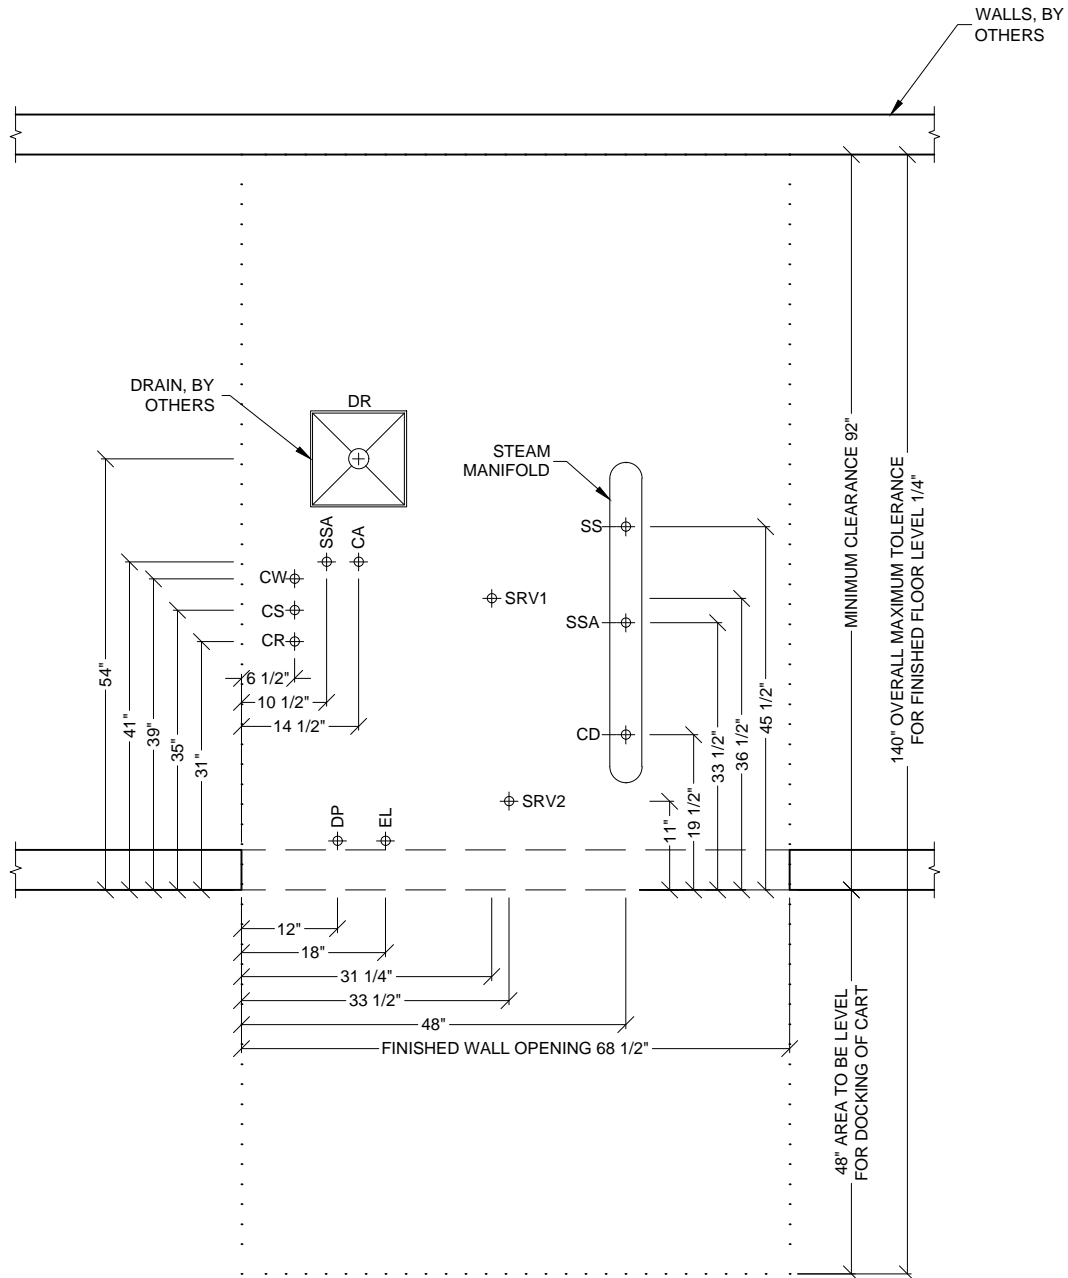 WALLS, BY
OTHERS
DRAIN, BY
OTHERS
DR
STEAM
MANIFOLD
SSA
CA
SS
CW
CS
CR
SRV1
SSA
CD
SRV2
DP
EL
54"
41"
39"
35"
31"
6 1/2"
10 1/2"
14 1/2"
11"
19 1/2"
33 1/2"
36 1/2"
45 1/2"
MINIMUM CLEARANCE 92"
140" OVERALL MAXIMUM TOLERANCE
FOR FINISHED FLOOR LEVEL 1/4"
12"
18"
31 1/4"
33 1/2"
48"
FINISHED WALL OPENING 68 1/2"
48" AREA TO BE LEVEL
FOR DOCKING OF CART